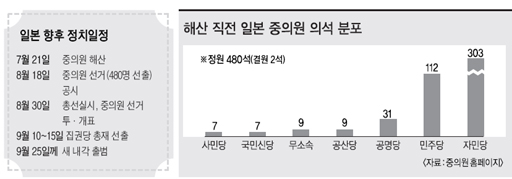 일본 향후 정치일정
7월 21일 중의원 해산
8월 18일 중의원 선거(480명 선출)
공시
8월 30일 총선실시, 중의원 선거
투·개표
9월 10~15일 집권당 총재 선출
9월 25일께 새 내각 출범
해산 직전 일본 중의원 의석 분포
※정원 480석(결원 2석)
7 7 9 9 31 112 303
사민당 국민신당 무소속 공산당 공명당 민주당 자민당
〈자료:중의원 홈페이지〉